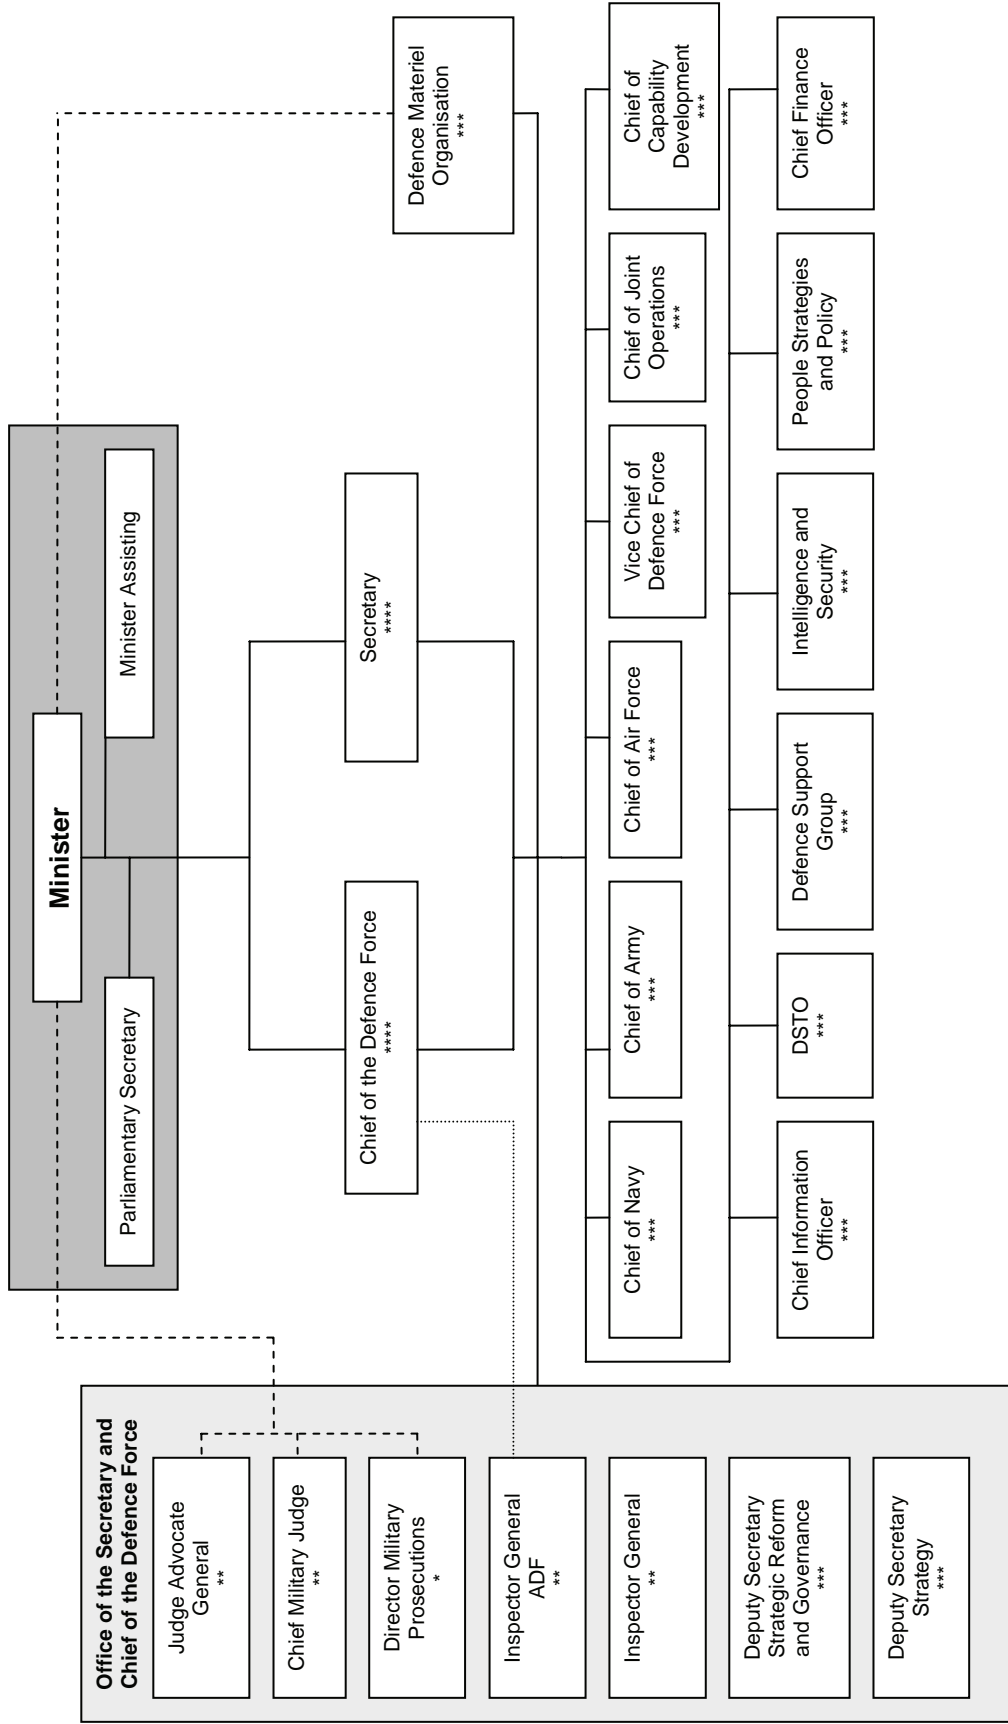 Minister
Parliamentary Secretary
Minister Assisting
Chief of the Defence Force
****
Secretary
****
Defence Materiel
Organisation
***
Office of the Secretary and
Chief of the Defence Force
Judge Advocate
General
**
Chief Military Judge
**
Director Military
Prosecutions
*
Inspector General
ADF
**
Inspector General
**
Deputy Secretary
Strategic Reform
and Governance
***
Deputy Secretary
Strategy
***
Chief of Navy
***
Chief of Army
***
Chief of Air Force
***
Vice Chief of
Defence Force
***
Chief of Joint
Operations
***
Chief of
Capability
Development
***
Chief Information
Officer
***
DSTO
***
Defence Support
Group
***
Intelligence and
Security
***
People Strategies
and Policy
***
Chief Finance
Officer
***